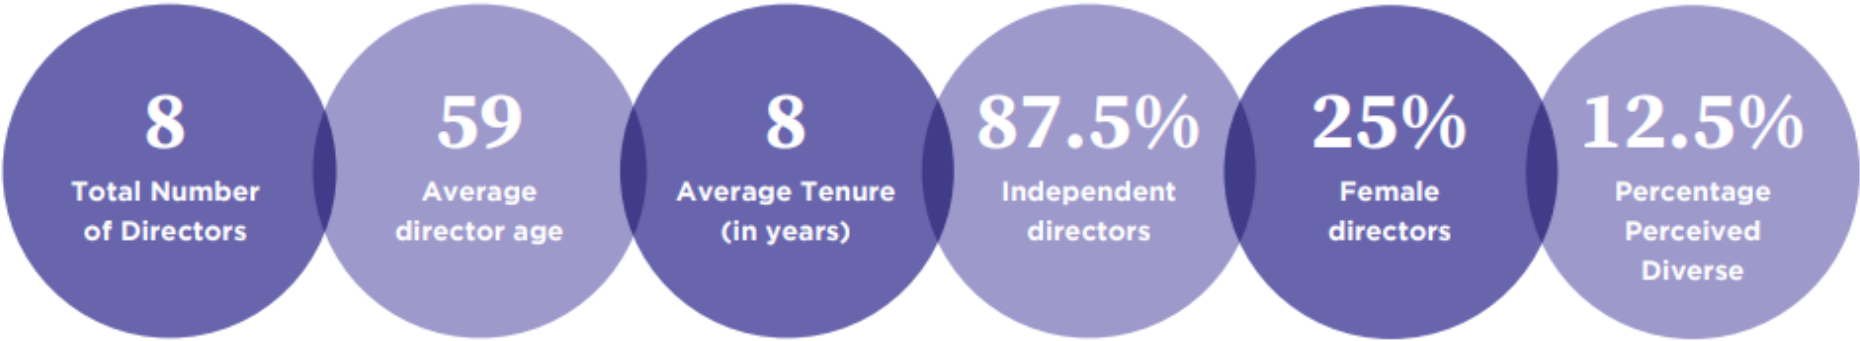 8
Total Number
of Directors
59
Average
director age
8
Average Tenure
(in years)
87.5%
Independent
directors
25%
Female
directors
12.5%
Percentage
Perceived
Diverse